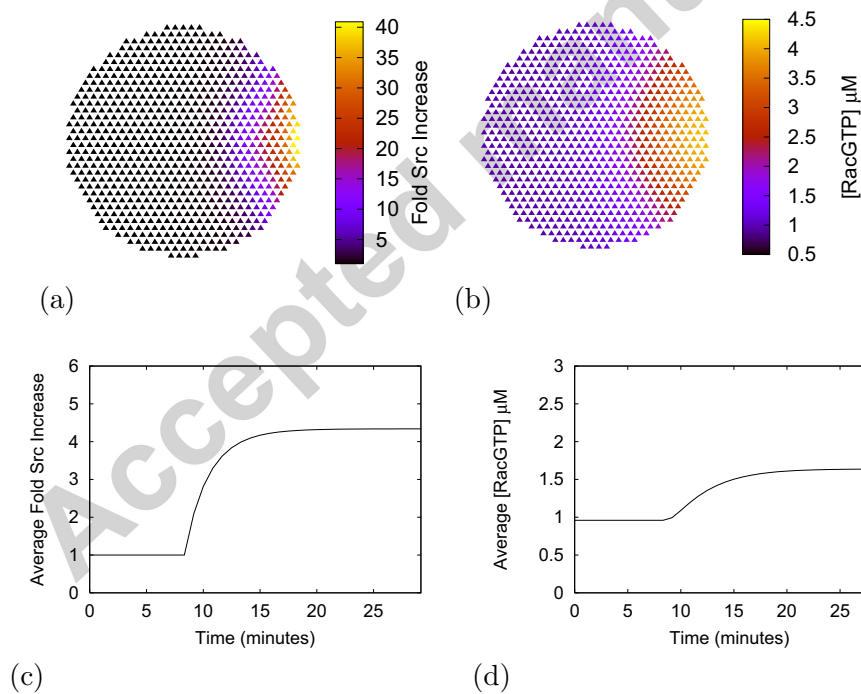 40
35
30
25
20
15
10
5
Fold Src Increase
(a)
4.5
4
3.5
3
2.5
2
1.5
1
0.5
[RacGTP] μM
(b)
6
5
4
3
2
1
0
Average Fold Src Increase
0 5 10 15 20 25
Time (minutes)
(c)
3
2.5
2
1.5
1
0.5
0
Average [RacGTP] μM
0 5 10 15 20 25
Time (minutes)
(d)
Accepted m